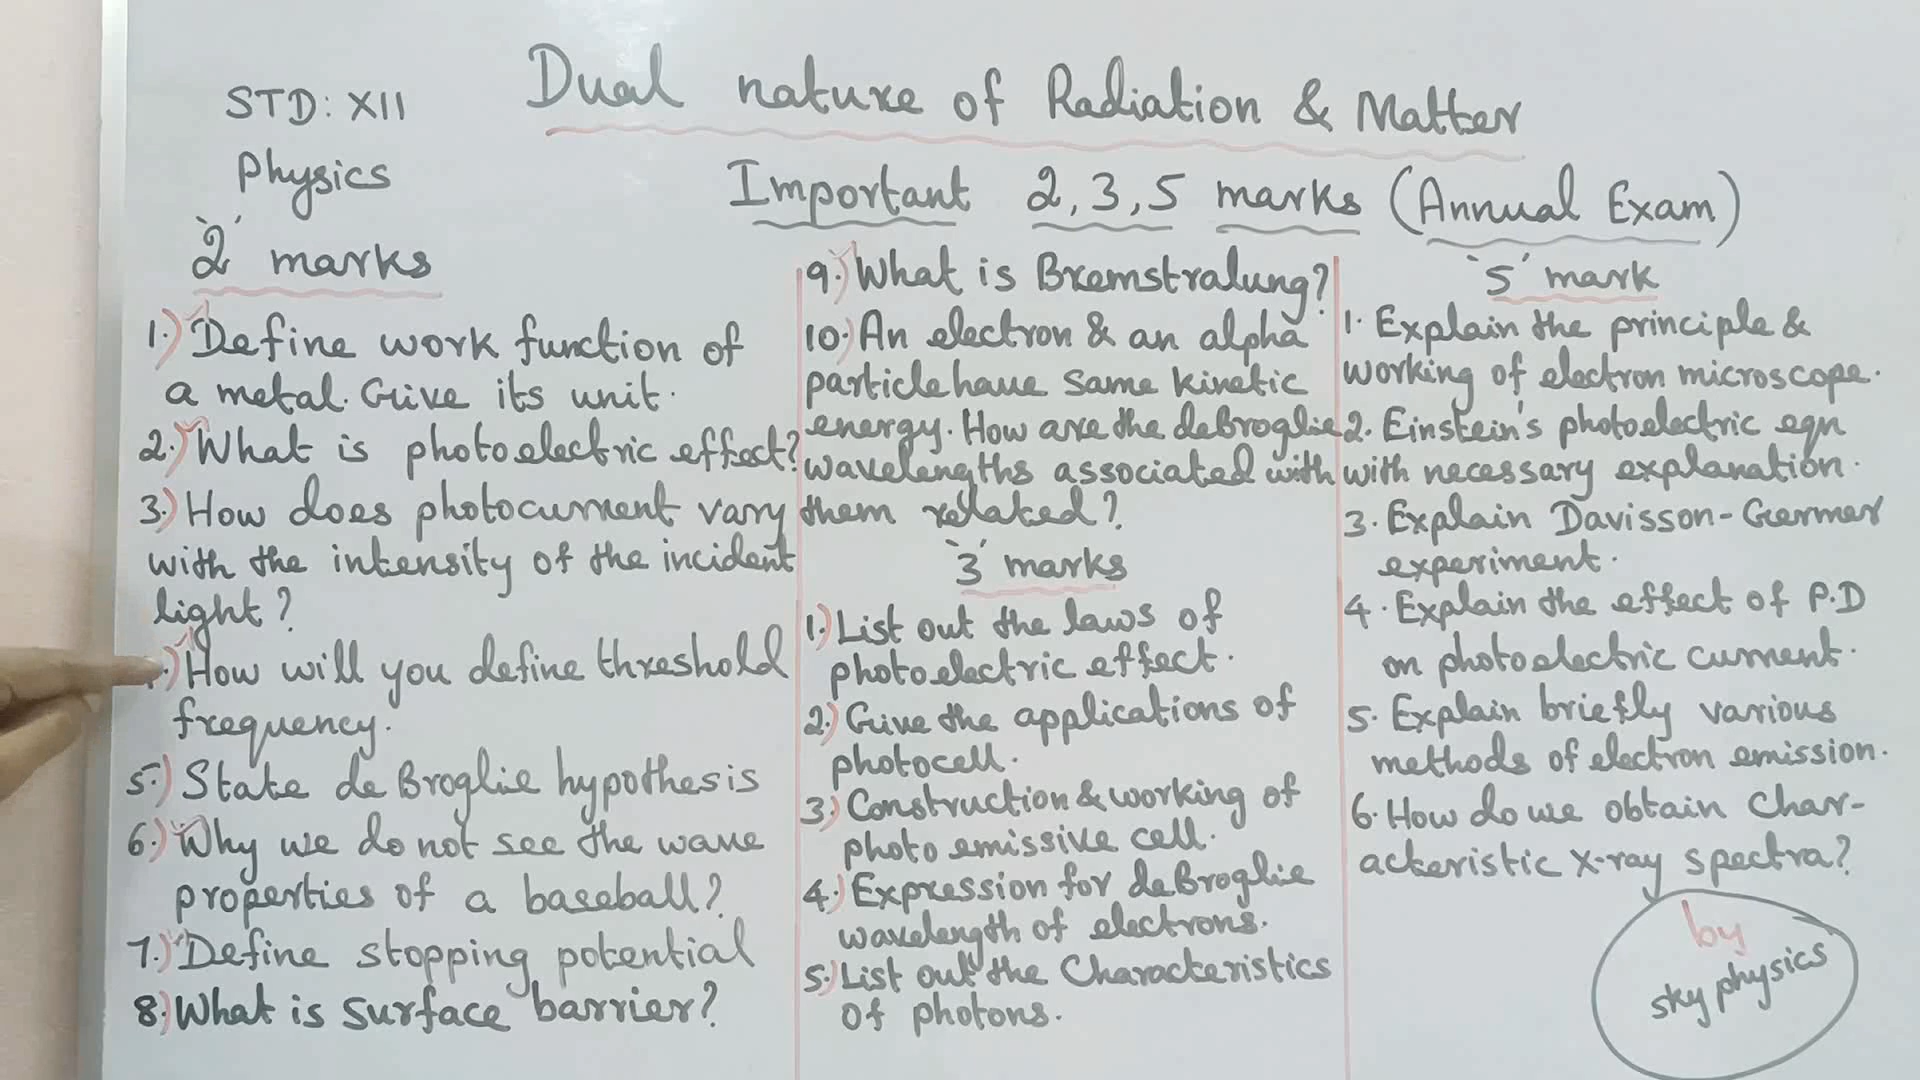 STD: XII
Physics
Dual nature of Radiation & Matter
Important 2,3,5 marks (Annual Exam)
'2' marks
1.) Define work function of
a metal. Give its unit.
2.) What is photoelectric effect?
3.) How does photocurrent vary
with the intensity of the incident
light?
) How will you define threshold
frequency.
5.) State de Broglie hypothesis
6.) Why we do not see the wave
properties of a baseball?
7.) Define stopping potential
8.) What is surface barrier?
9.) What is Bremstralung?
10.) An electron & an alpha
particle have same kinetic
energy. How are the deBroglie
wavelengths associated with
them related?
'3' marks
1.) List out the laws of
photoelectric effect.
2.) Give the applications of
photocell.
3.) Construction & working of
photo emissive cell.
4.) Expression for deBroglie
wavelength of electrons.
5.) List out the Characteristics
of photons.
'5' mark
1. Explain the principle &
working of electron microscope.
2. Einstein's photoelectric eqn
with necessary explanation.
3. Explain Davisson-Germer
experiment.
4. Explain the effect of P.D
on photoelectric current.
5. Explain briefly various
methods of electron emission.
6. How do we obtain Char-
acteristic X-ray spectra?
by
sky physics